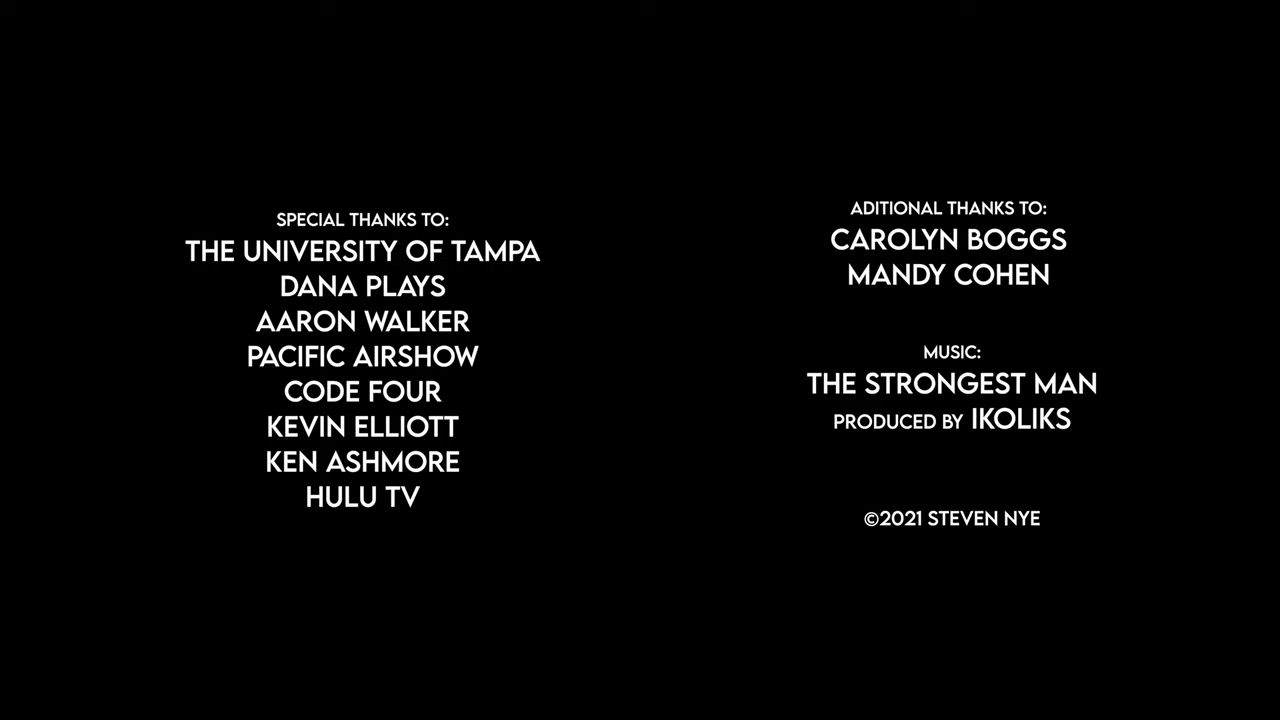 SPECIAL THANKS TO:
THE UNIVERSITY OF TAMPA
DANA PLAYS
AARON WALKER
PACIFIC AIRSHOW
CODE FOUR
KEVIN ELLIOTT
KEN ASHMORE
HULU TV
ADITIONAL THANKS TO:
CAROLYN BOGGS
MANDY COHEN
MUSIC:
THE STRONGEST MAN
PRODUCED BY IKOLIKS
©2021 STEVEN NYE